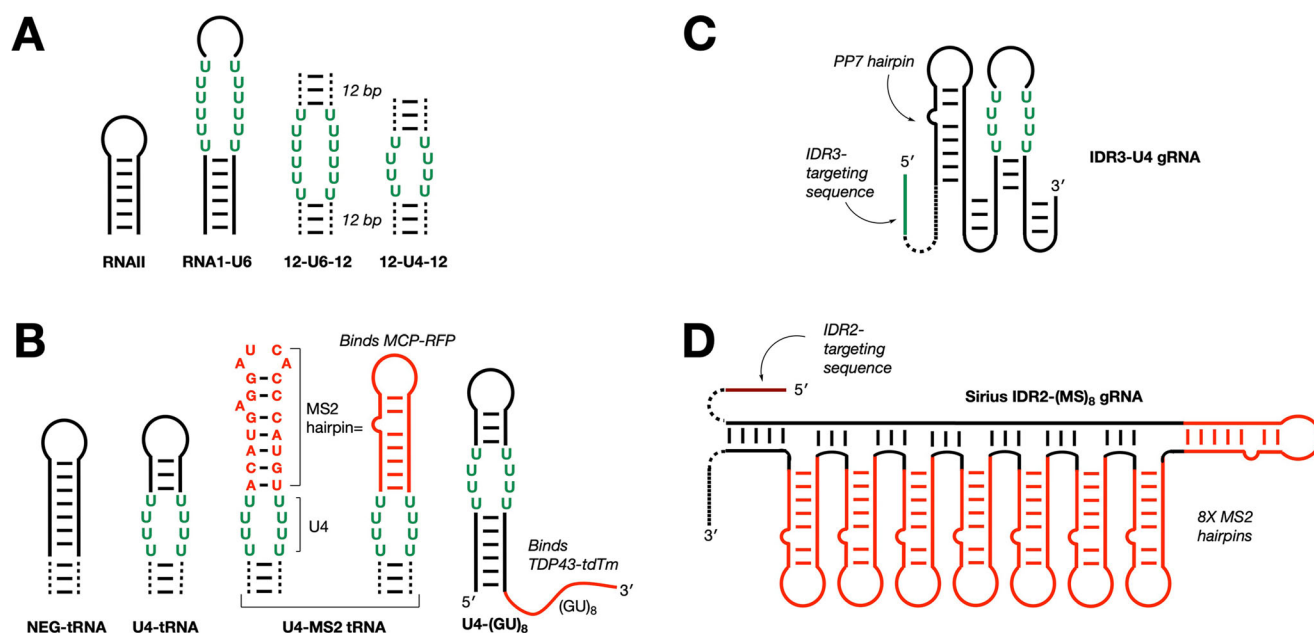 A
U U
U U
U U
U U
U U
U U
12 bp
U U
U U
U U
U U
U U
U U
12 bp
U U
U U
U U
U U
RNAII
RNA1-U6
12-U6-12
12-U4-12
B
Binds MCP-RFP
U C
A A
G C
G C
A C
G C
U A
A U
C G
A U
MS2
hairpin=
U U
U U
U U
U U
U4
U U
U U
U U
U U
U U
U U
U U
U U
U U
U U
U U
U U
Binds
TDP43-tdTm
5′
(GU)8
3′
NEG-tRNA
U4-tRNA
U4-MS2 tRNA
U4-(GU)8
C
PP7 hairpin
U U
U U
U U
U U
IDR3-
targeting
sequence
5′
3′
IDR3-U4 gRNA
D
IDR2-
targeting
sequence
5′
Sirius IDR2-(MS)8 gRNA
3′
8X MS2
hairpins